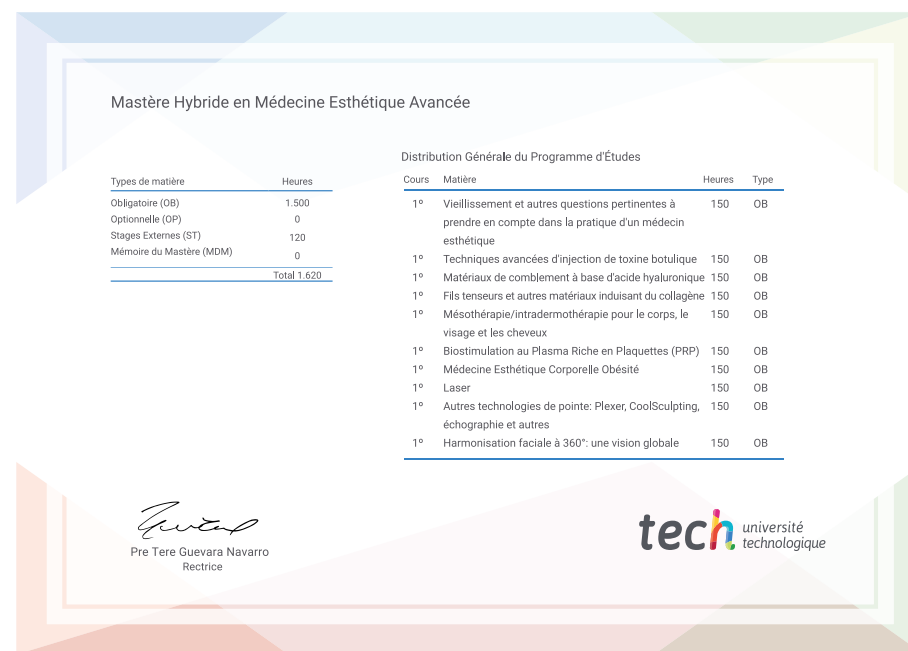 Mastère Hybride en Médecine Esthétique Avancée
Distribution Générale du Programme d'Études
Types de matière Heures
Obligatoire (OB) 1.500
Optionnelle (OP) 0
Stages Externes (ST) 120
Mémoire du Mastère (MDM) 0
Total 1.620
Cours Matière Heures Type
1º Vieillissement et autres questions pertinentes à 150 OB
prendre en compte dans la pratique d'un médecin
esthétique
1º Techniques avancées d'injection de toxine botulique 150 OB
1º Matériaux de comblement à base d'acide hyaluronique 150 OB
1º Fils tenseurs et autres matériaux induisant du collagène 150 OB
1º Mésothérapie/intradermothérapie pour le corps, le 150 OB
visage et les cheveux
1º Biostimulation au Plasma Riche en Plaquettes (PRP) 150 OB
1º Médecine Esthétique Corporelle Obésité 150 OB
1º Laser 150 OB
1º Autres technologies de pointe: Plexer, CoolSculpting, 150 OB
échographie et autres
1º Harmonisation faciale à 360°: une vision globale 150 OB
Pre Tere Guevara Navarro
Rectrice
tech université
technologique